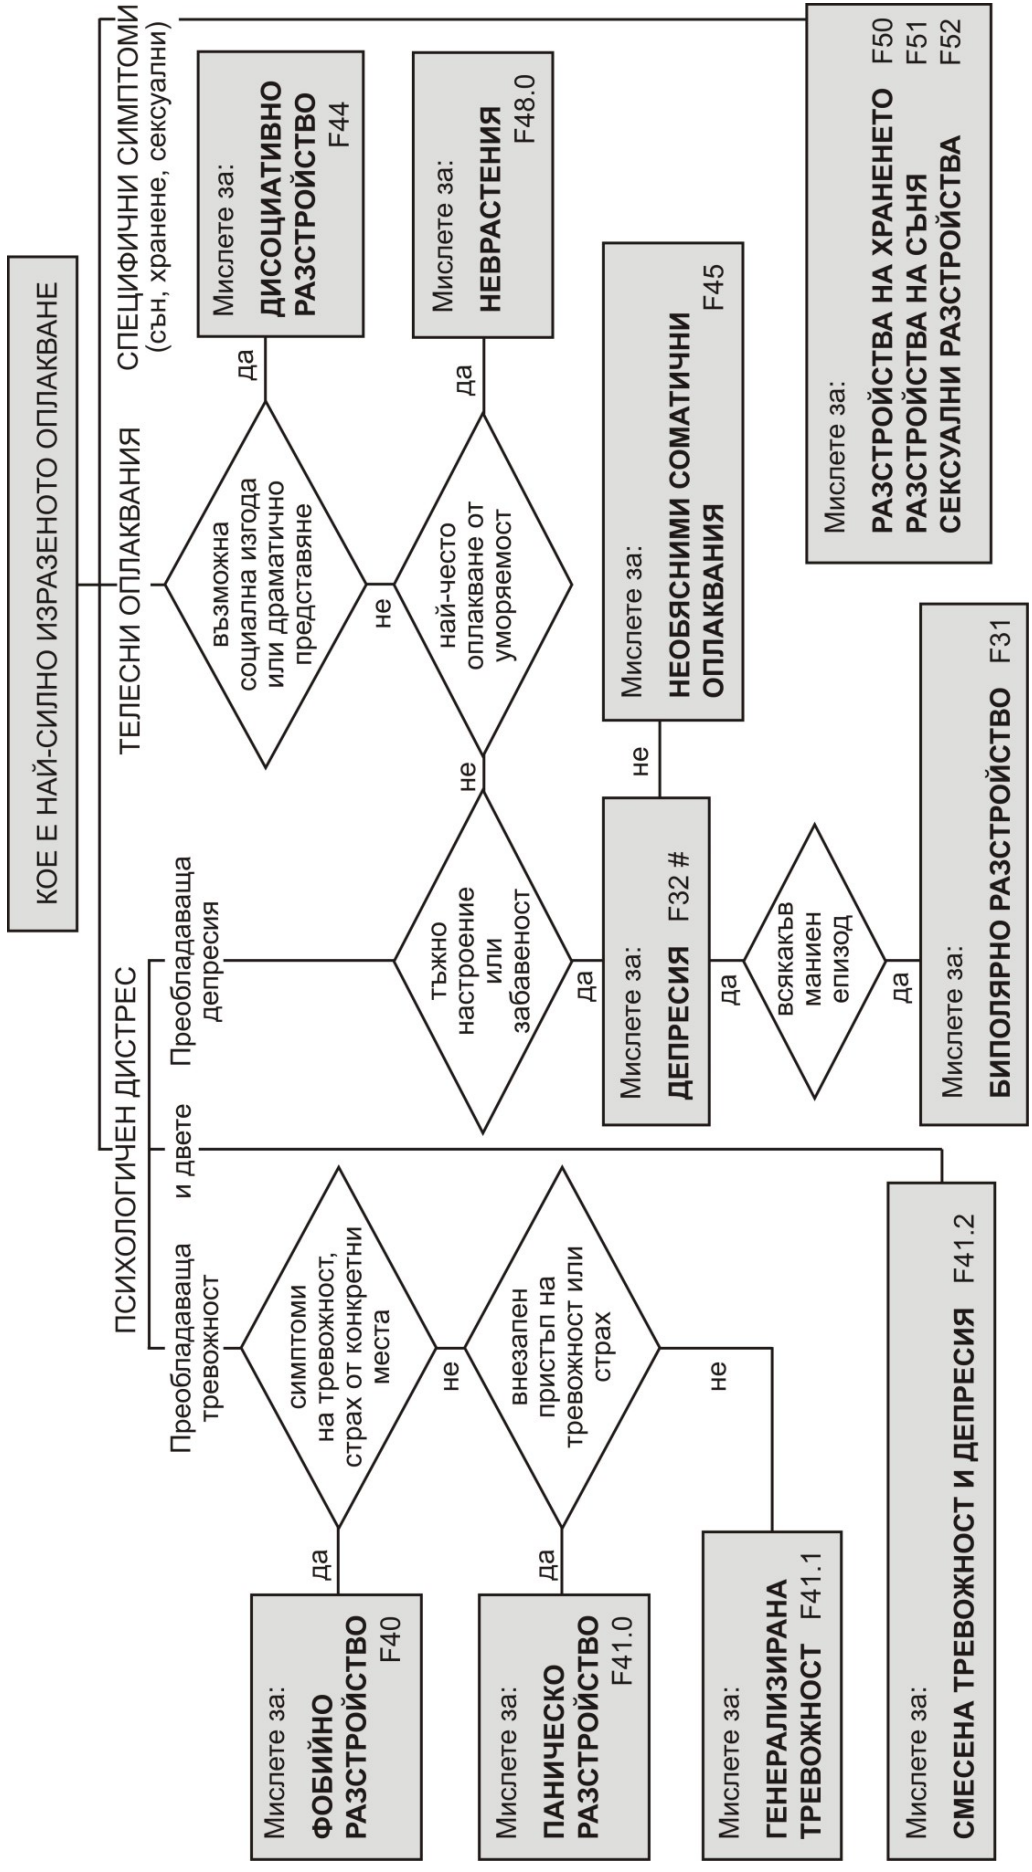 КОЕ Е НАЙ-СИЛНО ИЗРАЗЕНОТО ОПЛАКВАНЕ
ПСИХОЛОГИЧЕН ДИСТРЕС
ТЕЛЕСНИ ОПЛАКВАНИЯ
СПЕЦИФИЧНИ СИМПТОМИ
(сън, хранене, сексуални)
Преобладаваща
тревожност
и двете
Преобладаваща
депресия
симптоми
на тревожност,
страх от конкретни
места
да
Мислете за:
ФОБИЙНО
РАЗСТРОЙСТВО
F40
не
внезапен
пристъп на
тревожност или
страх
да
Мислете за:
ПАНИЧЕСКО
РАЗСТРОЙСТВО
F41.0
не
Мислете за:
ГЕНЕРАЛИЗИРАНА
ТРЕВОЖНОСТ F41.1
Мислете за:
СМЕСЕНА ТРЕВОЖНОСТ И ДЕПРЕСИЯ F41.2
тъжно
настроение
или
забавеност
да
Мислете за:
ДЕПРЕСИЯ F32 #
да
всякакъв
маниен
епизод
да
Мислете за:
БИПОЛЯРНО РАЗСТРОЙСТВО F31
не
Мислете за:
НЕОБЯСНИМИ СОМАТИЧНИ
ОПЛАКВАНИЯ F45
възможна
социална изгода
или драматично
представяне
да
Мислете за:
ДИСОЦИАТИВНО
РАЗСТРОЙСТВО
F44
не
най-често
оплакване от
уморяемост
не
да
Мислете за:
НЕВРАСТЕНИЯ
F48.0
Мислете за:
РАЗСТРОЙСТВА НА ХРАНЕНЕТО F50
РАЗСТРОЙСТВА НА СЪНЯ F51
СЕКСУАЛНИ РАЗСТРОЙСТВА F52